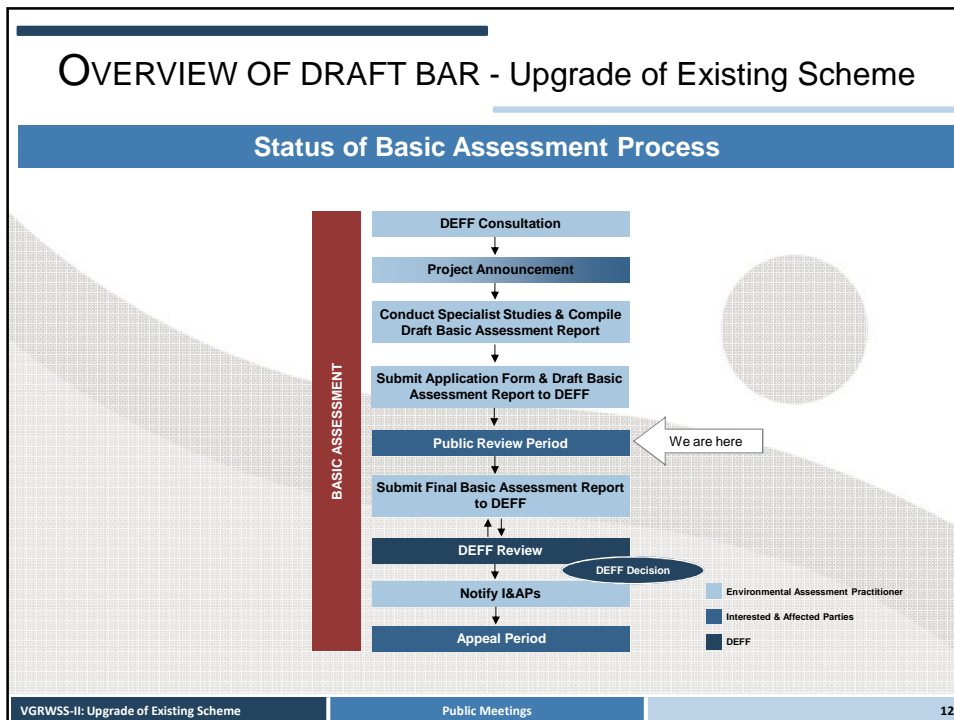 OVERVIEW OF DRAFT BAR - Upgrade of Existing Scheme
Status of Basic Assessment Process
BASIC ASSESSMENT
DEFF Consultation
Project Announcement
Conduct Specialist Studies & Compile
Draft Basic Assessment Report
Submit Application Form & Draft Basic
Assessment Report to DEFF
Public Review Period
We are here
Submit Final Basic Assessment Report
to DEFF
DEFF Review
DEFF Decision
Notify I&APs
Appeal Period
Environmental Assessment Practitioner
Interested & Affected Parties
DEFF
VGRWSS-II: Upgrade of Existing Scheme
Public Meetings
12